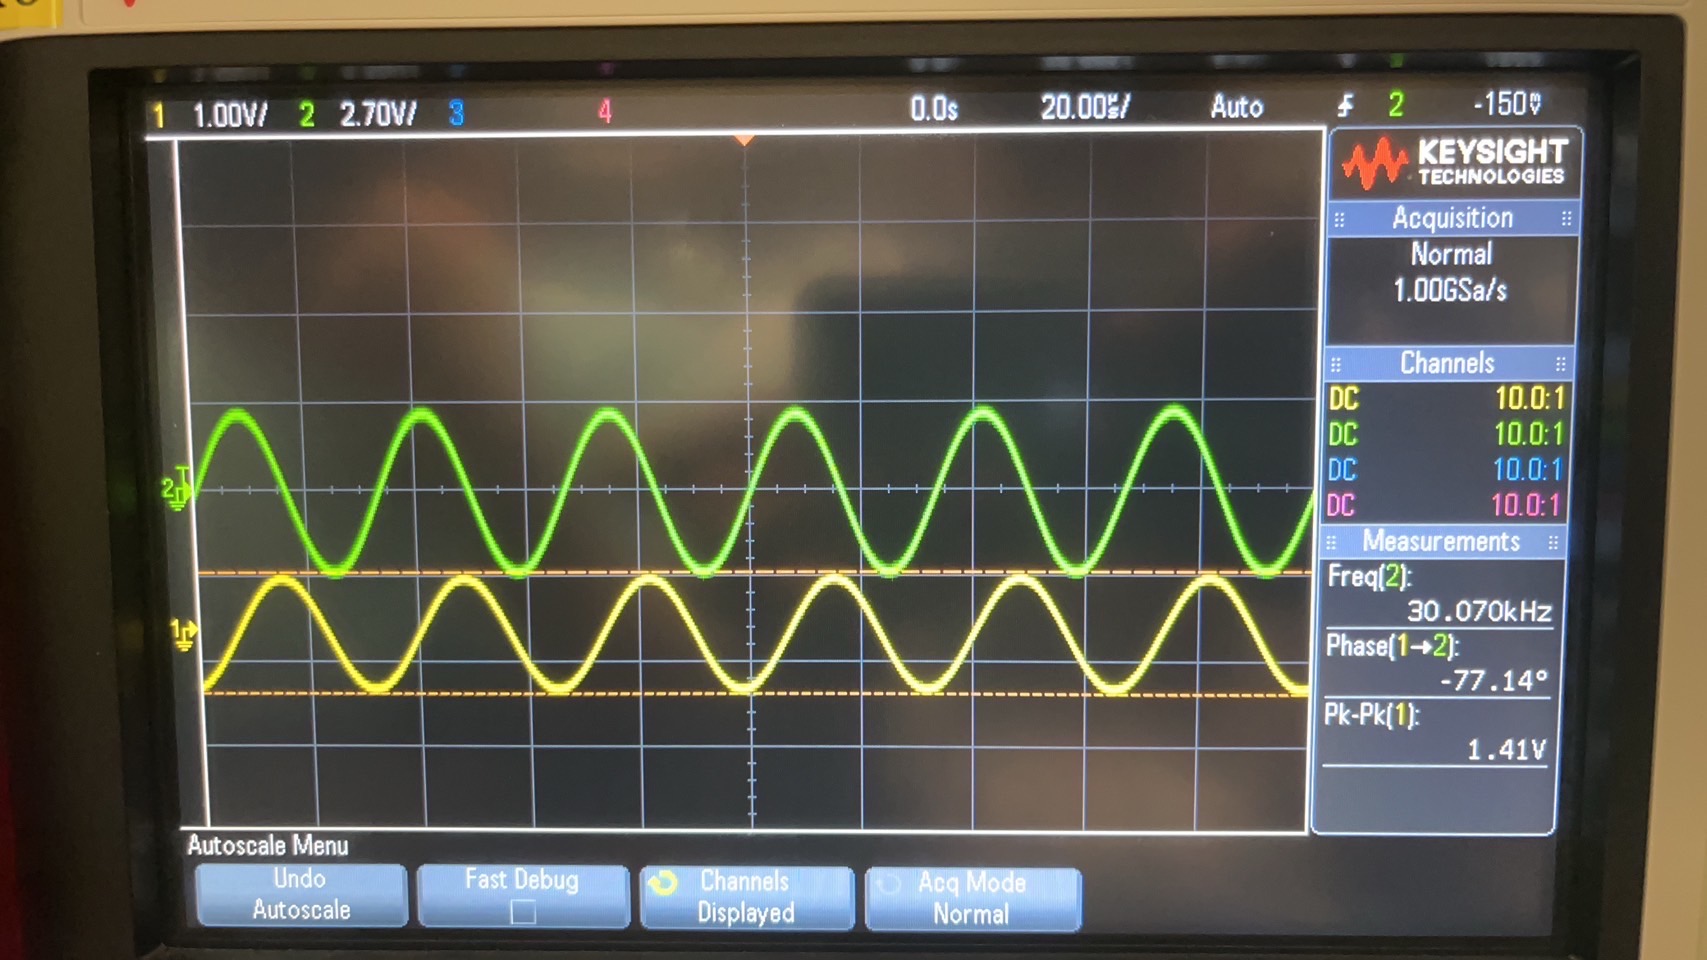 1 1.00V/ 2 2.70V/ 3 4 0.0s 20.00µs/ Auto 2 -150mV
KEYSIGHT
TECHNOLOGIES
Acquisition
Normal
1.00GSa/s
Channels
DC 10.0:1
DC 10.0:1
DC 10.0:1
DC 10.0:1
Measurements
Freq(2):
30.070kHz
Phase(1→2):
-77.14°
Pk-Pk(1):
1.41V
2
1
Autoscale Menu
Undo
Autoscale
Fast Debug
Channels
Displayed
Acq Mode
Normal